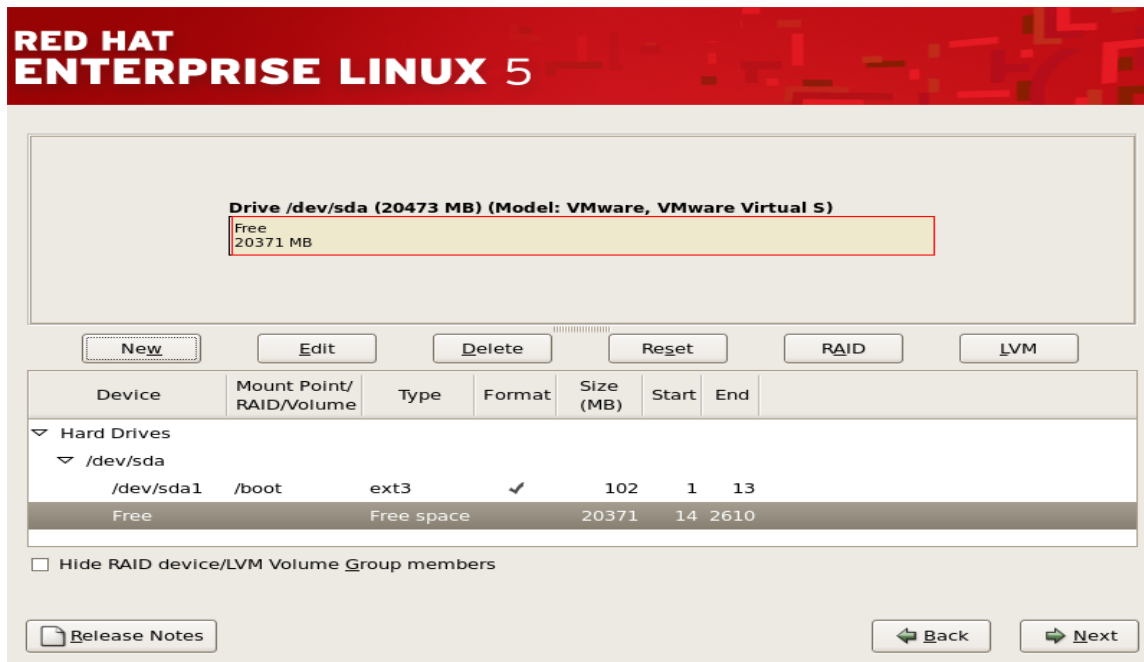 RED HAT
ENTERPRISE LINUX 5
Drive /dev/sda (20473 MB) (Model: VMware, VMware Virtual S)
Free
20371 MB
New Edit Delete Reset RAID LVM
Device Mount Point/ RAID/Volume Type Format Size (MB) Start End
Hard Drives
/dev/sda
/dev/sda1 /boot ext3 102 1 13
Free Free space 20371 14 2610
Hide RAID device/LVM Volume Group members
Release Notes Back Next